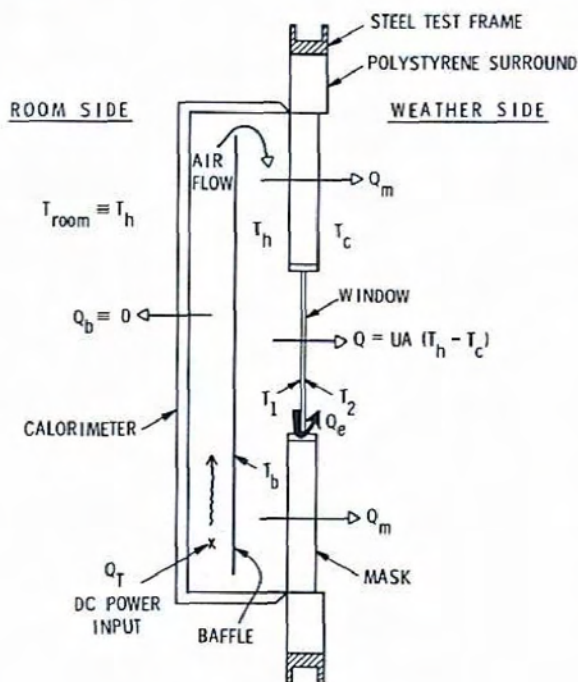 STEEL TEST FRAME
POLYSTYRENE SURROUND
ROOM SIDE
WEATHER SIDE
AIR
FLOW
Q_m
T_room ≡ T_h
T_h
T_c
WINDOW
Q_b ≡ 0
Q = UA (T_h - T_c)
T_1
T_2
Q_e
CALORIMETER
T_b
Q_m
Q_T
x
DC POWER
INPUT
BAFFLE
MASK